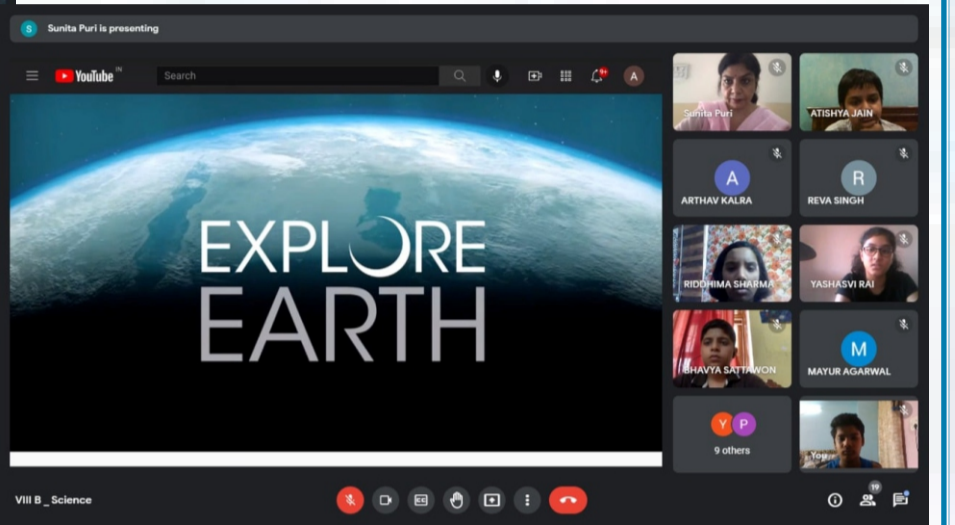 S Sunita Puri is presenting
YouTube IN
Search
9+
A
EXPLORE
EARTH
Sunita Puri
ATISHYA JAIN
A
ARTHAV KALRA
R
REVA SINGH
RIDDHIMA SHARMA
YASHASVI RAI
BHAVYA SATTAWON
M
MAYUR AGARWAL
Y P
9 others
You
VIII B _ Science
CC
19